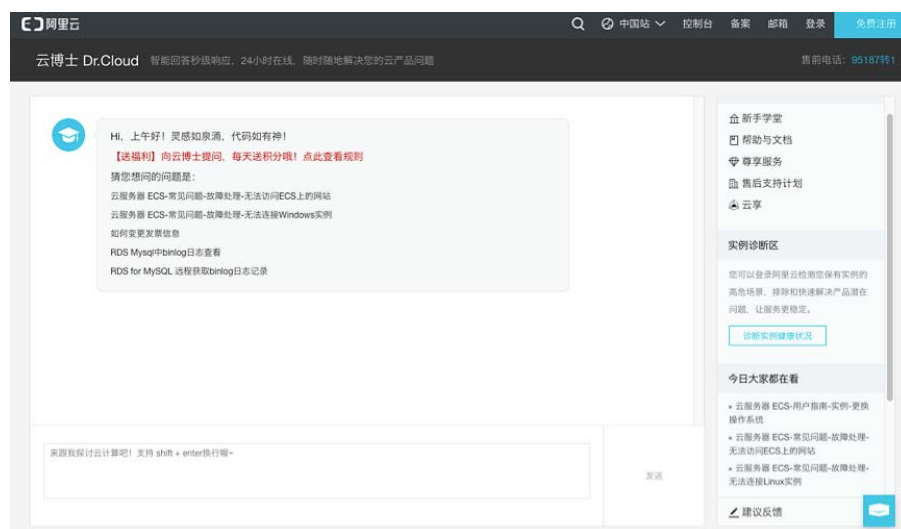 阿里云
中国站 控制台 备案 邮箱 登录 免费注册
云博士 Dr.Cloud 智能回答秒级响应，24小时在线，随时随地解决您的云产品问题
售前电话：95187转1
Hi，上午好！灵感如泉涌，代码如有神！
【送福利】向云博士提问，每天送积分哦！点此查看规则
猜您想问的问题是：
云服务器 ECS-常见问题-故障处理-无法访问ECS上的网站
云服务器 ECS-常见问题-故障处理-无法连接Windows实例
如何变更发票信息
RDS Mysql中binlog日志查看
RDS for MySQL 远程获取binlog日志记录
来跟我探讨云计算吧！支持 shift + enter换行喔~
发送
新手学堂
帮助与文档
尊享服务
售后支持计划
云享
实例诊断区
您可以登录阿里云检测您保有实例的
高危场景，排除和快速解决产品潜在
问题，让服务更稳定。
诊断实例健康状况
今日大家都在看
云服务器 ECS-用户指南-实例-更换
操作系统
云服务器 ECS-常见问题-故障处理-
无法访问ECS上的网站
云服务器 ECS-常见问题-故障处理-
无法连接Linux实例
建议反馈